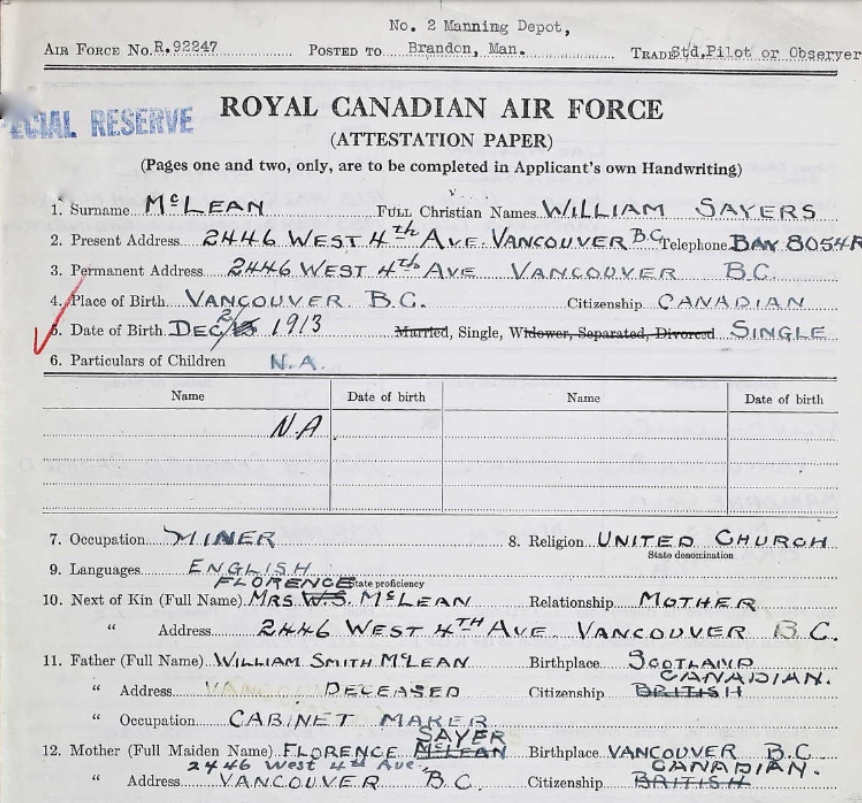 No. 2 Manning Depot,
AIR FORCE No. R.92247 POSTED TO Brandon, Man. TRADE Std, Pilot or Observer
ECIAL RESERVE
ROYAL CANADIAN AIR FORCE
(ATTESTATION PAPER)
(Pages one and two, only, are to be completed in Applicant's own Handwriting)
1. Surname McLEAN FULL Christian Names WILLIAM SAYERS
2. Present Address 2446 WEST 4th AVE. VANCOUVER B.C. Telephone BAY 8054R
3. Permanent Address 2446 WEST 4th AVE VANCOUVER B.C.
4. Place of Birth VANCOUVER B.C. Citizenship CANADIAN
5. Date of Birth DEC 1913 Married, Single, Widower, Separated, Divorced SINGLE
6. Particulars of Children N.A.
Name Date of birth Name Date of birth
N.A
7. Occupation MINER 8. Religion UNITED CHURCH
State denomination
9. Languages ENGLISH
State proficiency
FLORENCE
10. Next of Kin (Full Name) MRS W.S. McLEAN Relationship MOTHER
" Address 2446 WEST 4TH AVE. VANCOUVER B.C.
11. Father (Full Name) WILLIAM SMITH McLEAN Birthplace SCOTLAND
CANADIAN.
" Address DECEASED Citizenship BRITISH
" Occupation CABINET MAKER
SAYER
12. Mother (Full Maiden Name) FLORENCE McLEAN Birthplace VANCOUVER B.C.
2446 West 4th Ave. CANADIAN.
" Address VANCOUVER B.C. Citizenship BRITISH